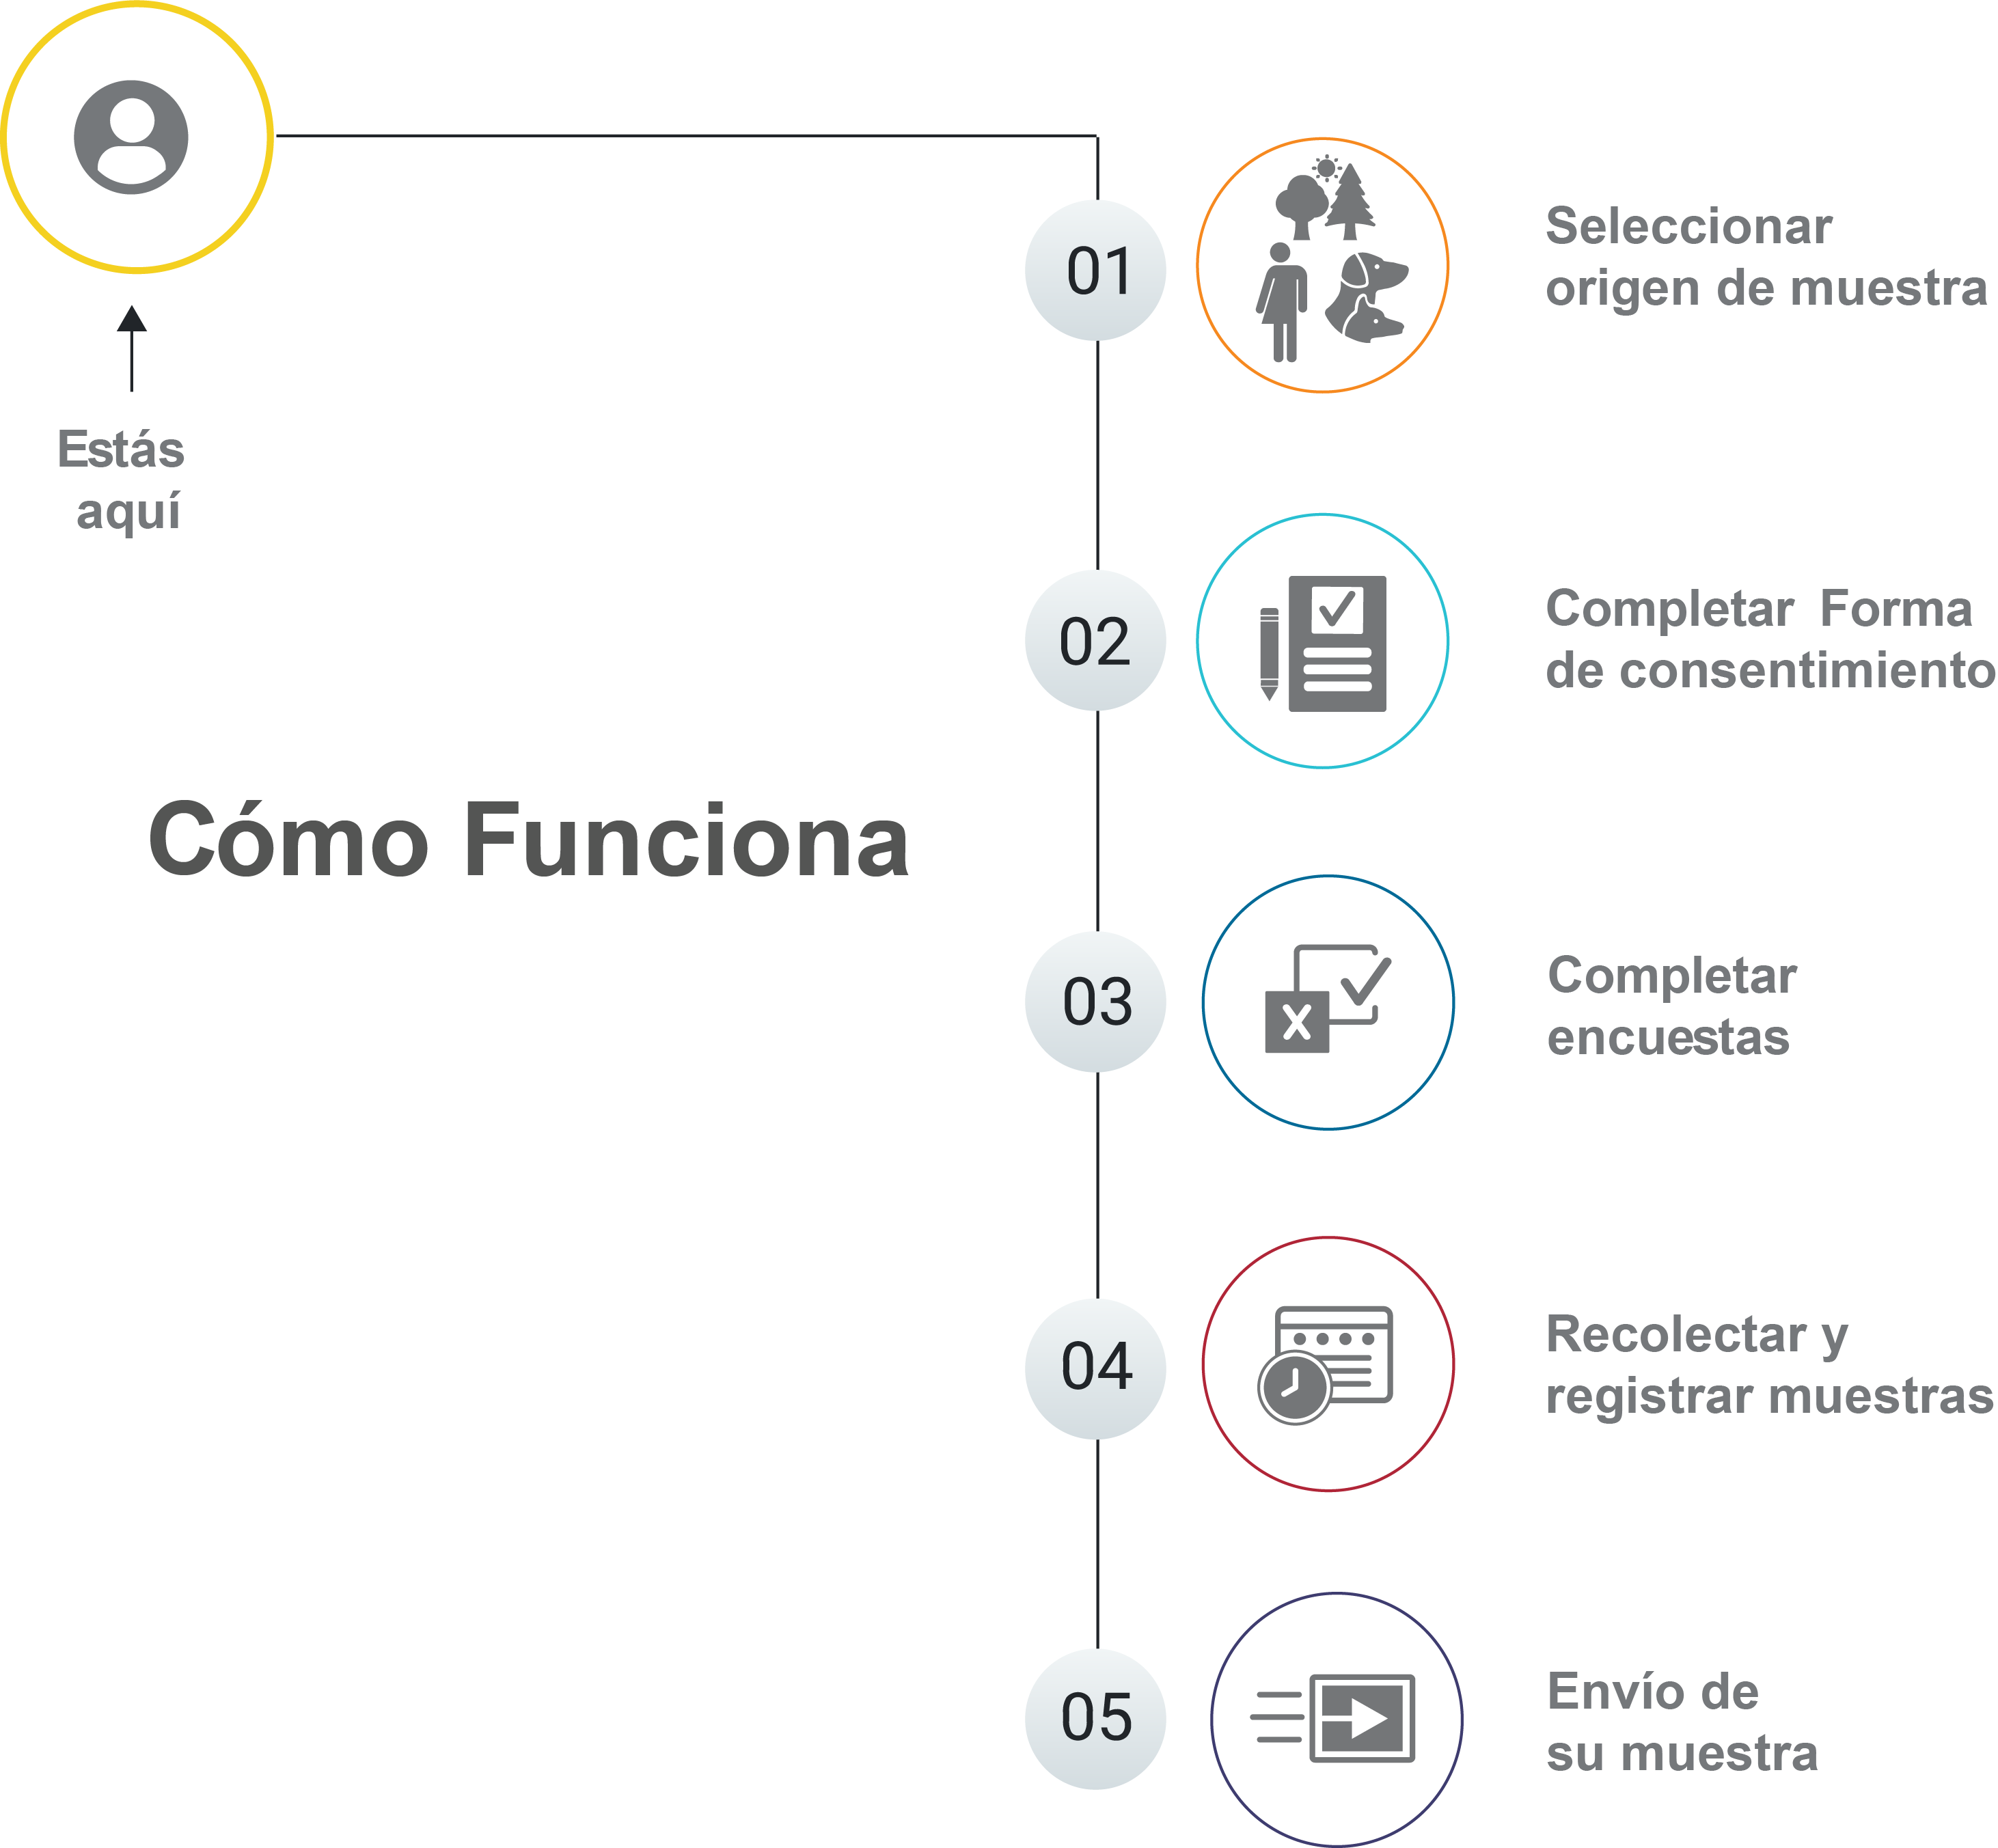 Estás
aquí
Cómo Funciona
01
Seleccionar
origen de muestra
02
Completar Forma
de consentimiento
03
X
Completar
encuestas
04
Recolectar y
registrar muestras
05
Envío de
su muestra